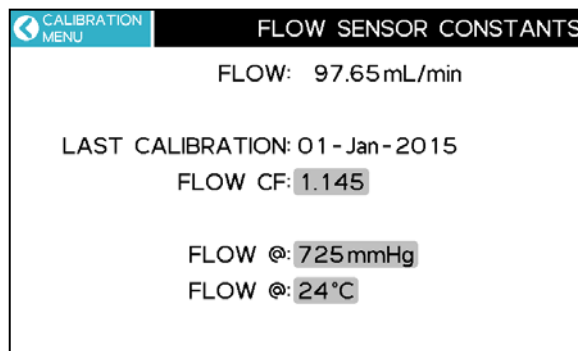 CALIBRATION
MENU
FLOW SENSOR CONSTANTS
FLOW: 97.65mL/min
LAST CALIBRATION: 01-Jan-2015
FLOW CF: 1.145
FLOW @: 725mmHg
FLOW @: 24°C